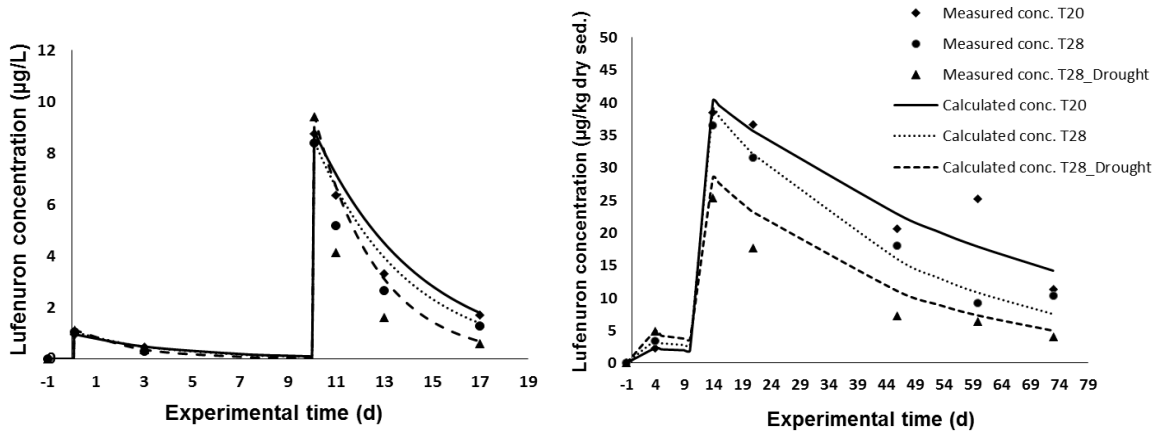 Lufenuron concentration (µg/L)
12
10
8
6
4
2
0
-1 1 3 5 7 9 11 13 15 17 19
Experimental time (d)
Lufenuron concentration (µg/kg dry sed.)
50
45
40
35
30
25
20
15
10
5
0
-1 4 9 14 19 24 29 34 39 44 49 54 59 64 69 74 79
Experimental time (d)
Measured conc. T20
Measured conc. T28
Measured conc. T28_Drought
Calculated conc. T20
Calculated conc. T28
Calculated conc. T28_Drought